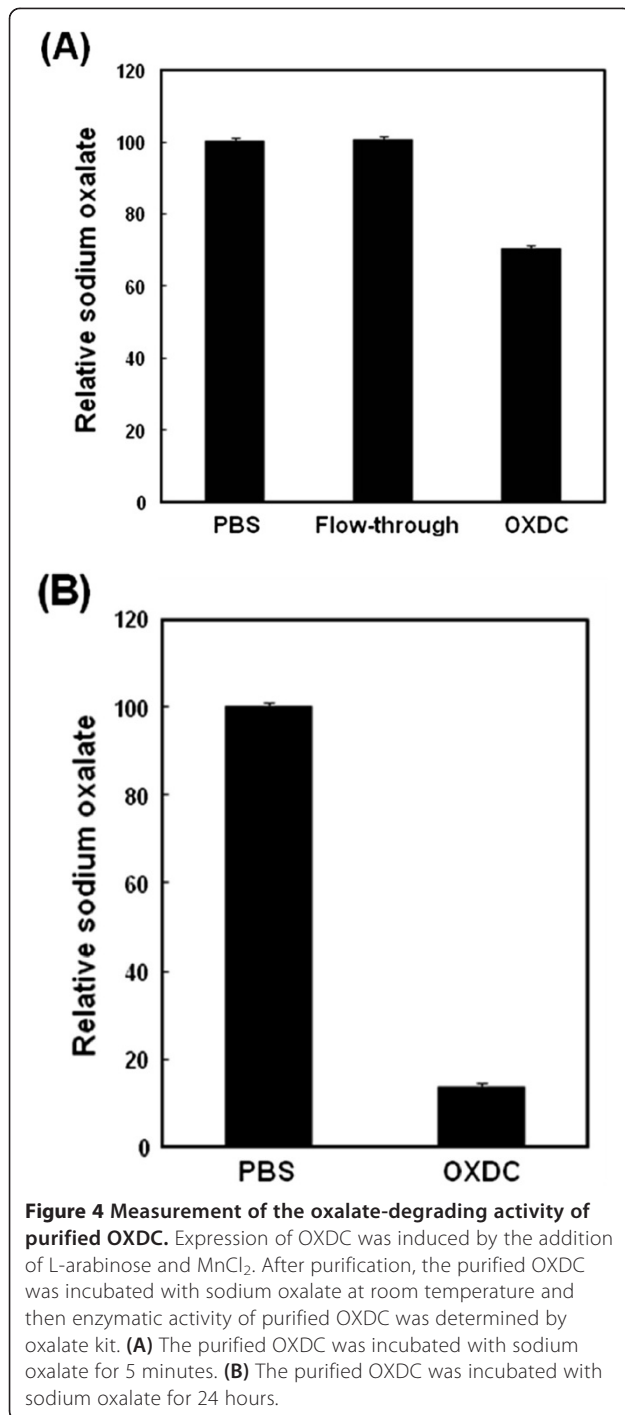 (A)
120
100
80
60
40
20
0
Relative sodium oxalate
PBS Flow-through OXDC
(B)
120
100
80
60
40
20
0
Relative sodium oxalate
PBS OXDC
Figure 4 Measurement of the oxalate-degrading activity of
purified OXDC. Expression of OXDC was induced by the addition
of L-arabinose and MnCl₂. After purification, the purified OXDC
was incubated with sodium oxalate at room temperature and
then enzymatic activity of purified OXDC was determined by
oxalate kit. (A) The purified OXDC was incubated with sodium
oxalate for 5 minutes. (B) The purified OXDC was incubated with
sodium oxalate for 24 hours.